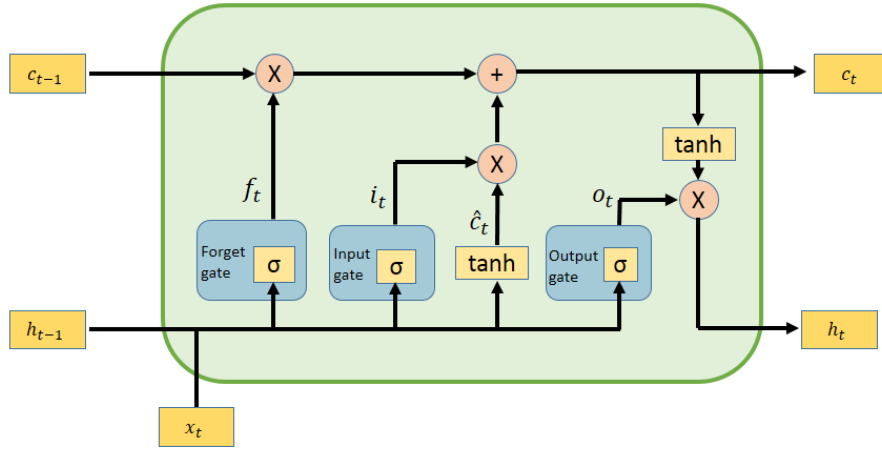 c_{t-1}
X
+
c_t
tanh
X
X
f_t
i_t
ĉ_t
o_t
Forget
gate
σ
Input
gate
σ
tanh
Output
gate
σ
h_{t-1}
h_t
x_t